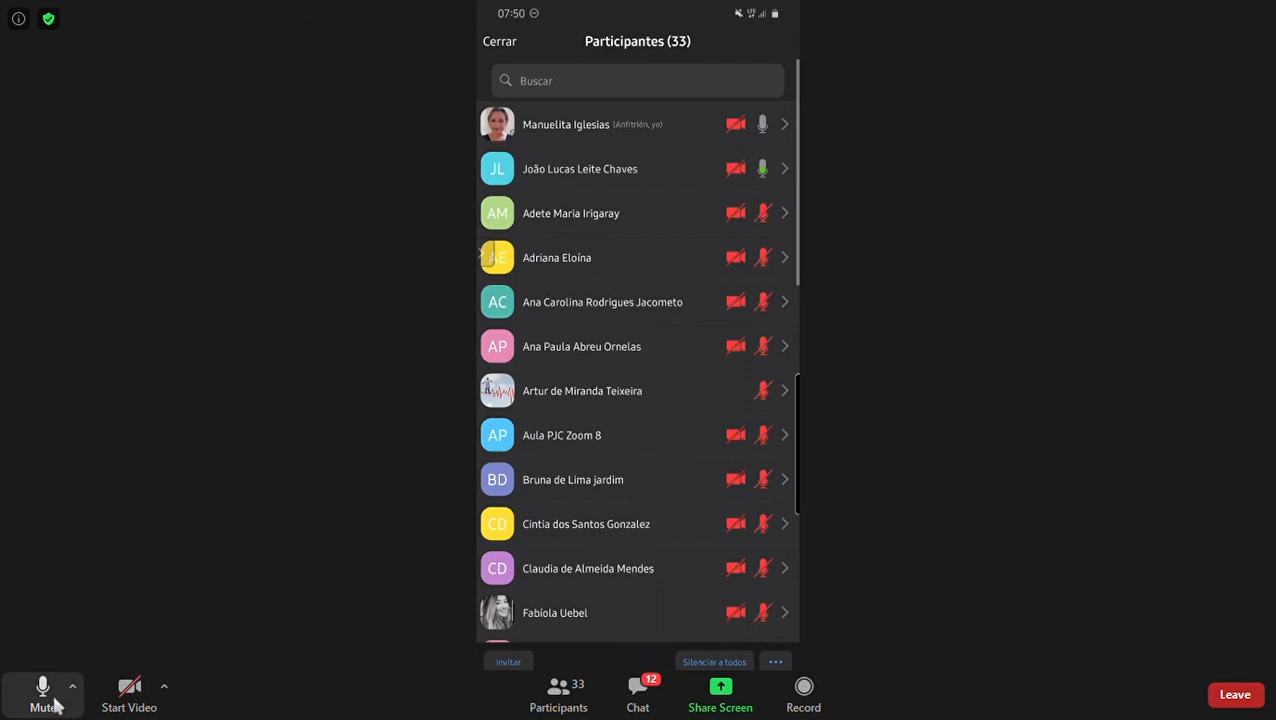 07:50
Cerrar
Participantes (33)
Buscar
Manuelita Iglesias (Anfitrión, yo)
JL João Lucas Leite Chaves
AM Adete Maria Irigaray
AE Adriana Eloína
AC Ana Carolina Rodrigues Jacometo
AP Ana Paula Abreu Ornelas
Artur de Miranda Teixeira
AP Aula PJC Zoom 8
BD Bruna de Lima jardim
CD Cintia dos Santos Gonzalez
CD Claudia de Almeida Mendes
Fabíola Uebel
Invitar
Silenciar a todos
Mute
Start Video
33
Participants
12
Chat
Share Screen
Record
Leave